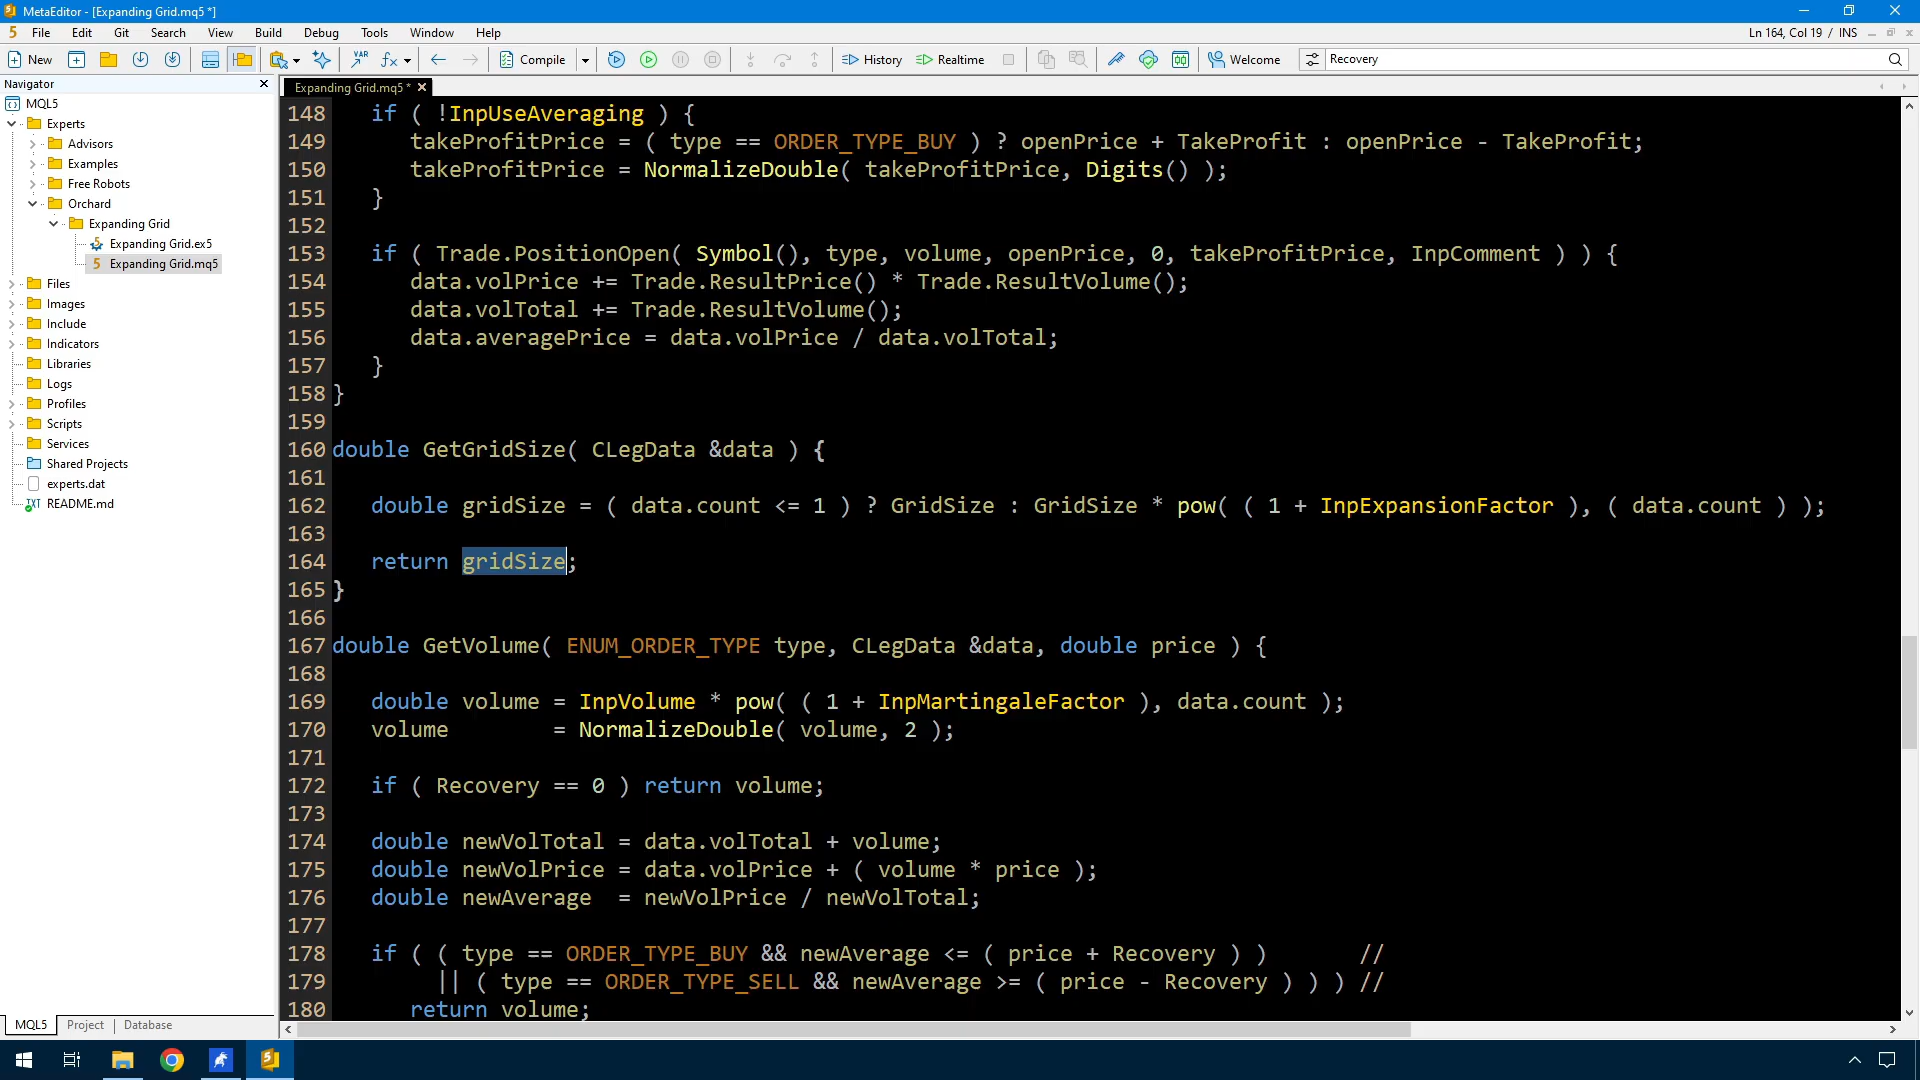 MetaEditor - [Expanding Grid.mq5 *]
5 File Edit Git Search View Build Debug Tools Window Help
Ln 164, Col 19 / INS
New VAR fx Compile History Realtime Welcome Recovery
Navigator
MQL5
Experts
Advisors
Examples
Free Robots
Orchard
Expanding Grid
Expanding Grid.ex5
5 Expanding Grid.mq5
Files
Images
Include
Indicators
Libraries
Logs
Profiles
Scripts
Services
Shared Projects
experts.dat
TXT README.md
MQL5 Project Database
Expanding Grid.mq5 *
148 if ( !InpUseAveraging ) {
149 takeProfitPrice = ( type == ORDER_TYPE_BUY ) ? openPrice + TakeProfit : openPrice - TakeProfit;
150 takeProfitPrice = NormalizeDouble( takeProfitPrice, Digits() );
151 }
152
153 if ( Trade.PositionOpen( Symbol(), type, volume, openPrice, 0, takeProfitPrice, InpComment ) ) {
154 data.volPrice += Trade.ResultPrice() * Trade.ResultVolume();
155 data.volTotal += Trade.ResultVolume();
156 data.averagePrice = data.volPrice / data.volTotal;
157 }
158 }
159
160 double GetGridSize( CLegData &data ) {
161
162 double gridSize = ( data.count <= 1 ) ? GridSize : GridSize * pow( ( 1 + InpExpansionFactor ), ( data.count ) );
163
164 return gridSize;
165 }
166
167 double GetVolume( ENUM_ORDER_TYPE type, CLegData &data, double price ) {
168
169 double volume = InpVolume * pow( ( 1 + InpMartingaleFactor ), data.count );
170 volume = NormalizeDouble( volume, 2 );
171
172 if ( Recovery == 0 ) return volume;
173
174 double newVolTotal = data.volTotal + volume;
175 double newVolPrice = data.volPrice + ( volume * price );
176 double newAverage = newVolPrice / newVolTotal;
177
178 if ( ( type == ORDER_TYPE_BUY && newAverage <= ( price + Recovery ) ) //
179 || ( type == ORDER_TYPE_SELL && newAverage >= ( price - Recovery ) ) ) //
180 return volume;